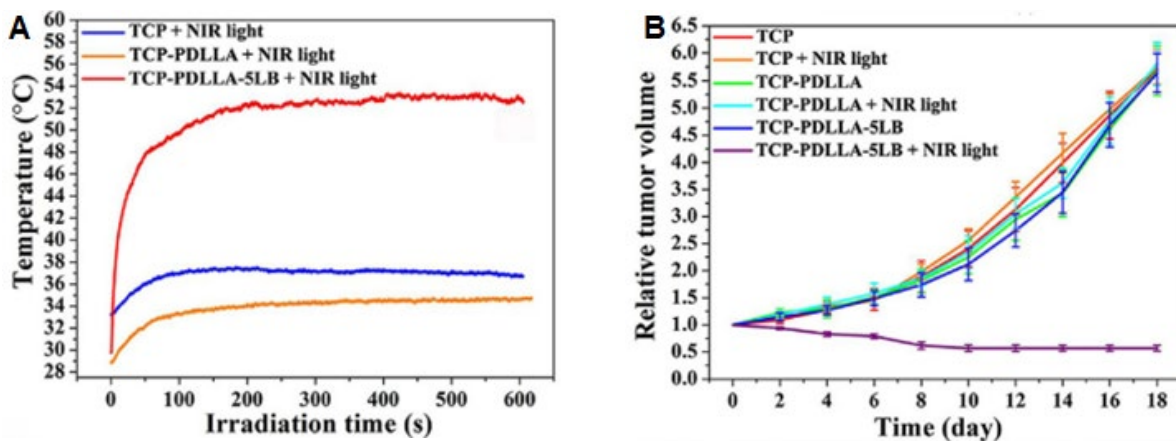 A
TCP + NIR light
TCP-PDLLA + NIR light
TCP-PDLLA-5LB + NIR light
Temperature (°C)
60
58
56
54
52
50
48
46
44
42
40
38
36
34
32
30
28
0 100 200 300 400 500 600
Irradiation time (s)
B
TCP
TCP + NIR light
TCP-PDLLA
TCP-PDLLA + NIR light
TCP-PDLLA-5LB
TCP-PDLLA-5LB + NIR light
Relative tumor volume
6.5
6.0
5.5
5.0
4.5
4.0
3.5
3.0
2.5
2.0
1.5
1.0
0.5
0.0
0 2 4 6 8 10 12 14 16 18
Time (day)